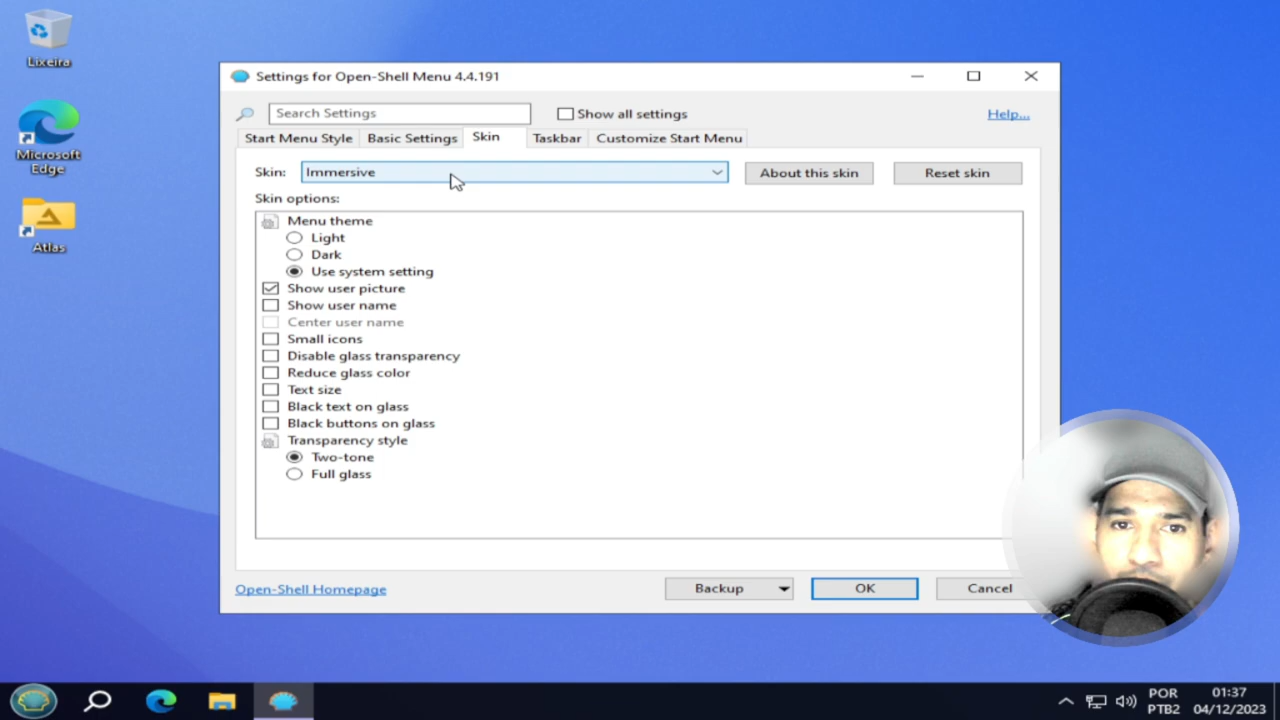 Lixeira
Microsoft
Edge
Atlas
Settings for Open-Shell Menu 4.4.191
Search Settings
Show all settings
Help...
Start Menu Style
Basic Settings
Skin
Taskbar
Customize Start Menu
Skin:
Immersive
About this skin
Reset skin
Skin options:
Menu theme
Light
Dark
Use system setting
Show user picture
Show user name
Center user name
Small icons
Disable glass transparency
Reduce glass color
Text size
Black text on glass
Black buttons on glass
Transparency style
Two-tone
Full glass
Open-Shell Homepage
Backup
OK
Cancel
POR
PTB2
01:37
04/12/2023